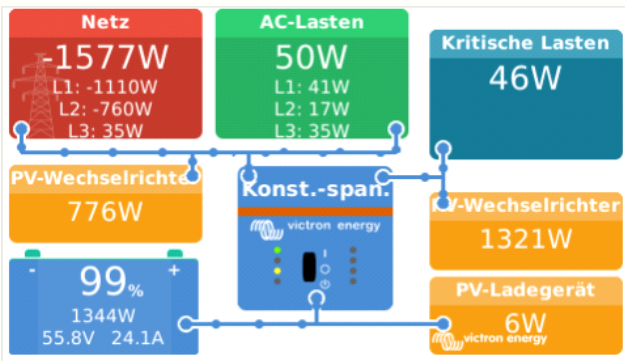 Netz
-1577W
L1: -1110W
L2: -760W
L3: 35W
AC-Lasten
50W
L1: 41W
L2: 17W
L3: 35W
Kritische Lasten
46W
PV-Wechselrichter
776W
Konst.-span.
victron energy
PV-Wechselrichter
1321W
- +
99%
1344W
55.8V 24.1A
PV-Ladegerät
6W
victron energy